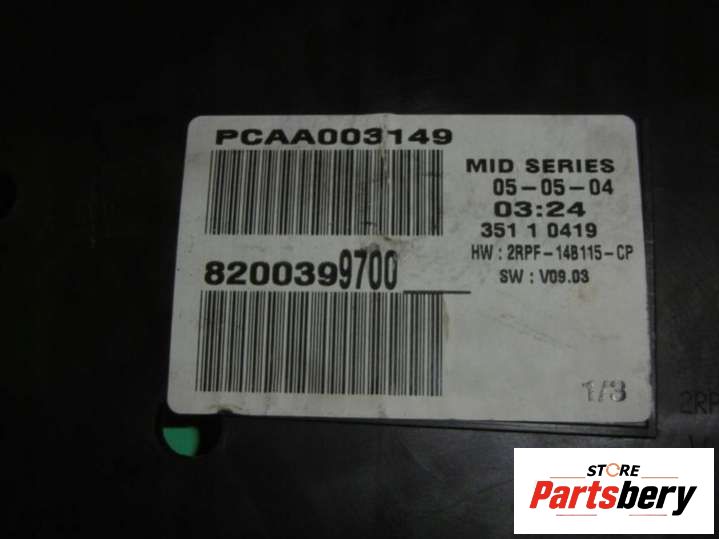 PCAA003149
MID SERIES
05-05-04
03:24
351 1 0419
HW : 2RPF-14B115-CP
SW : V09.03
8200399700
1/3
2RP
STORE
Partsbery